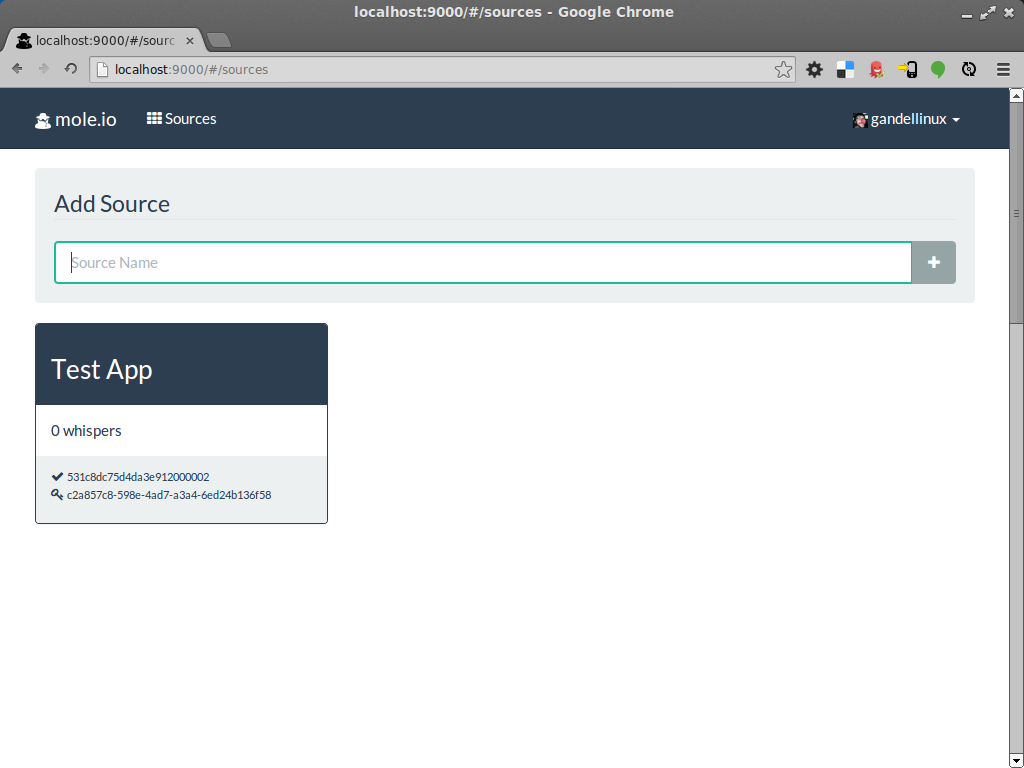 localhost:9000/#/sources - Google Chrome
localhost:9000/#/sourc
localhost:9000/#/sources
mole.io
Sources
gandellinux
Add Source
Source Name
Test App
0 whispers
531c8dc75d4da3e912000002
c2a857c8-598e-4ad7-a3a4-6ed24b136f58